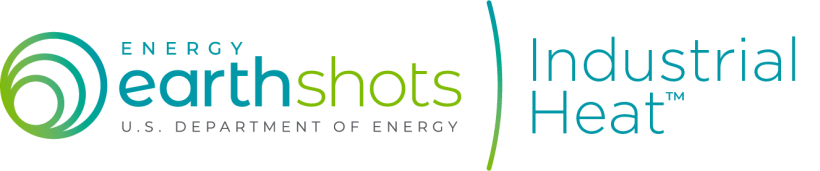 ENERGY
earthshots
U.S. DEPARTMENT OF ENERGY
Industrial
Heat™